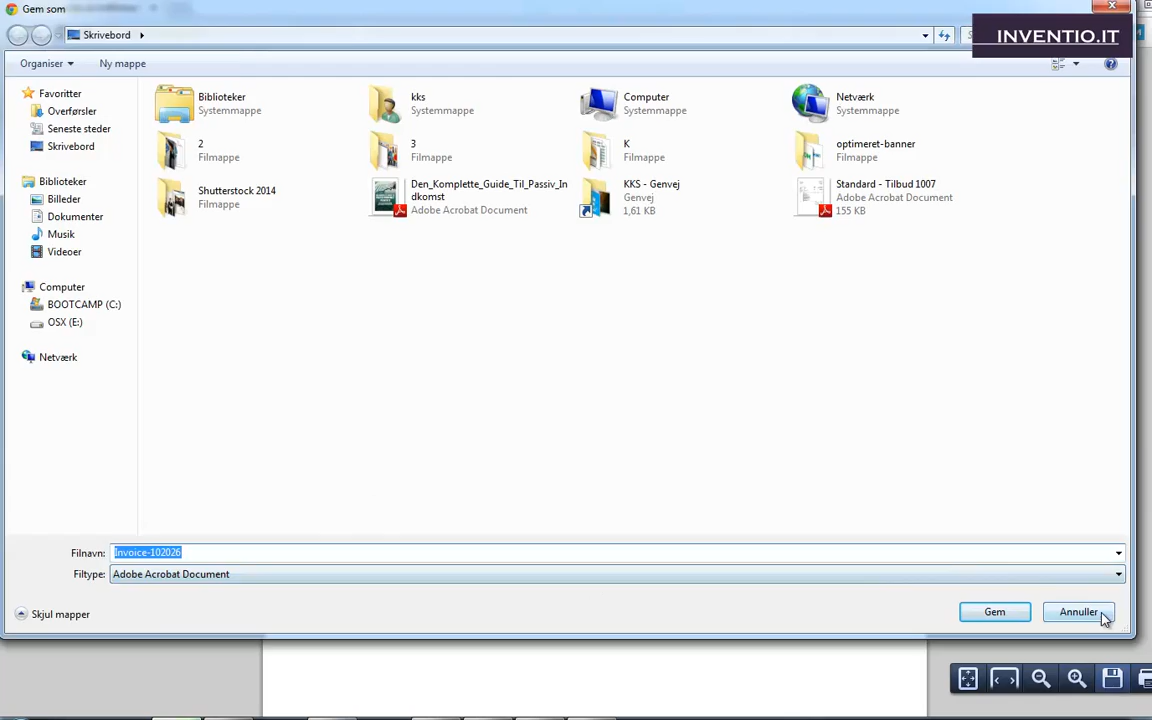 Gem som
INVENTIO.IT
Skrivebord
Organiser
Ny mappe
Favoritter
Overførsler
Seneste steder
Skrivebord
Biblioteker
Billeder
Dokumenter
Musik
Videoer
Computer
BOOTCAMP (C:)
OSX (E:)
Netværk
Biblioteker
Systemmappe
kks
Systemmappe
Computer
Systemmappe
Netværk
Systemmappe
2
Filmappe
3
Filmappe
K
Filmappe
optimeret-banner
Filmappe
Shutterstock 2014
Filmappe
Den_Komplette_Guide_Til_Passiv_In
dkomst
Adobe Acrobat Document
KKS - Genvej
Genvej
1,61 KB
Standard - Tilbud 1007
Adobe Acrobat Document
155 KB
Filnavn: Invoice-102026
Filtype: Adobe Acrobat Document
Skjul mapper
Gem
Annuller